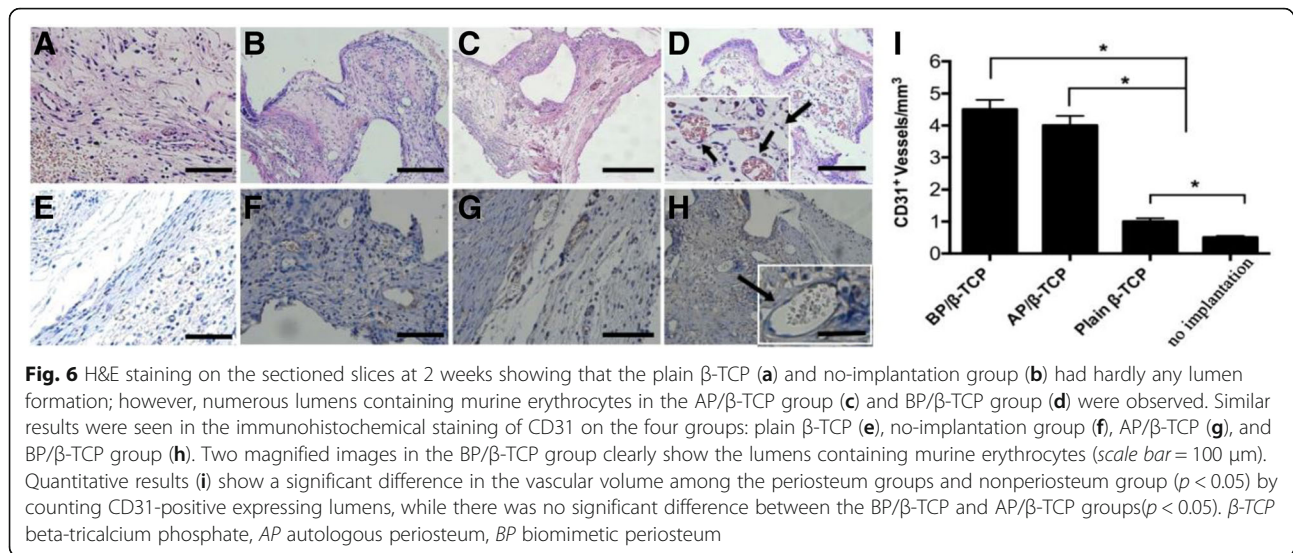 A
B
C
D
E
F
G
H
I
*
*
*
6
5
4
3
2
1
0
CD31⁺ Vessels/mm³
BP/β-TCP
AP/β-TCP
Plain β-TCP
no implantation
Fig. 6 H&E staining on the sectioned slices at 2 weeks showing that the plain β-TCP (a) and no-implantation group (b) had hardly any lumen
formation; however, numerous lumens containing murine erythrocytes in the AP/β-TCP group (c) and BP/β-TCP group (d) were observed. Similar
results were seen in the immunohistochemical staining of CD31 on the four groups: plain β-TCP (e), no-implantation group (f), AP/β-TCP (g), and
BP/β-TCP group (h). Two magnified images in the BP/β-TCP group clearly show the lumens containing murine erythrocytes (scale bar = 100 μm).
Quantitative results (i) show a significant difference in the vascular volume among the periosteum groups and nonperiosteum group (p < 0.05) by
counting CD31-positive expressing lumens, while there was no significant difference between the BP/β-TCP and AP/β-TCP groups(p < 0.05). β-TCP
beta-tricalcium phosphate, AP autologous periosteum, BP biomimetic periosteum